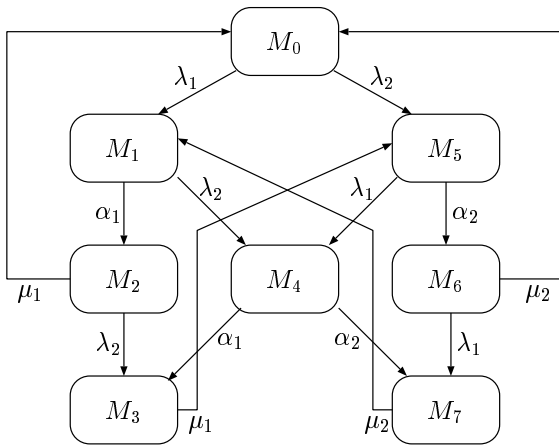 M₀
λ₁ λ₂
M₁ M₅
λ₂ λ₁
α₁ α₂
M₂ M₄ M₆
μ₁ μ₂
λ₂ α₁ α₂ λ₁
M₃ μ₁ μ₂ M₇